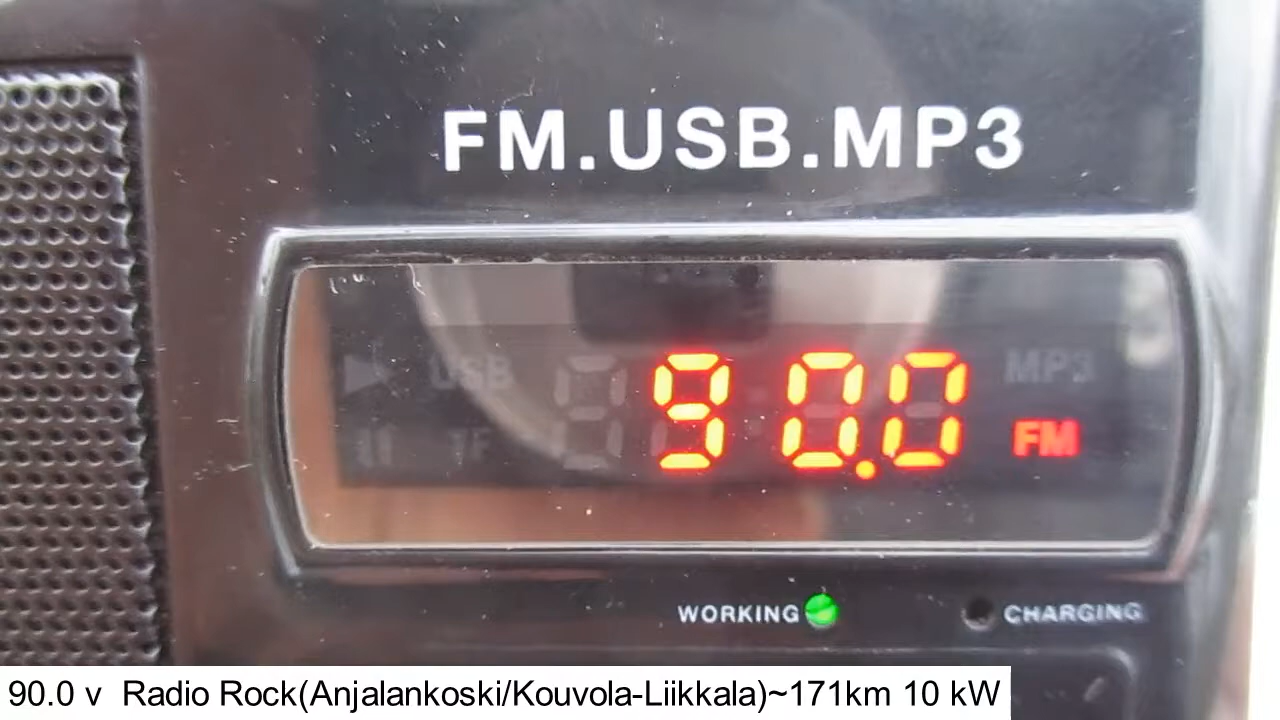 FM.USB.MP3
USB
MP3
90.0
FM
TF
WORKING
CHARGING
90.0 v  Radio Rock(Anjalankoski/Kouvola-Liikkala)~171km 10 kW